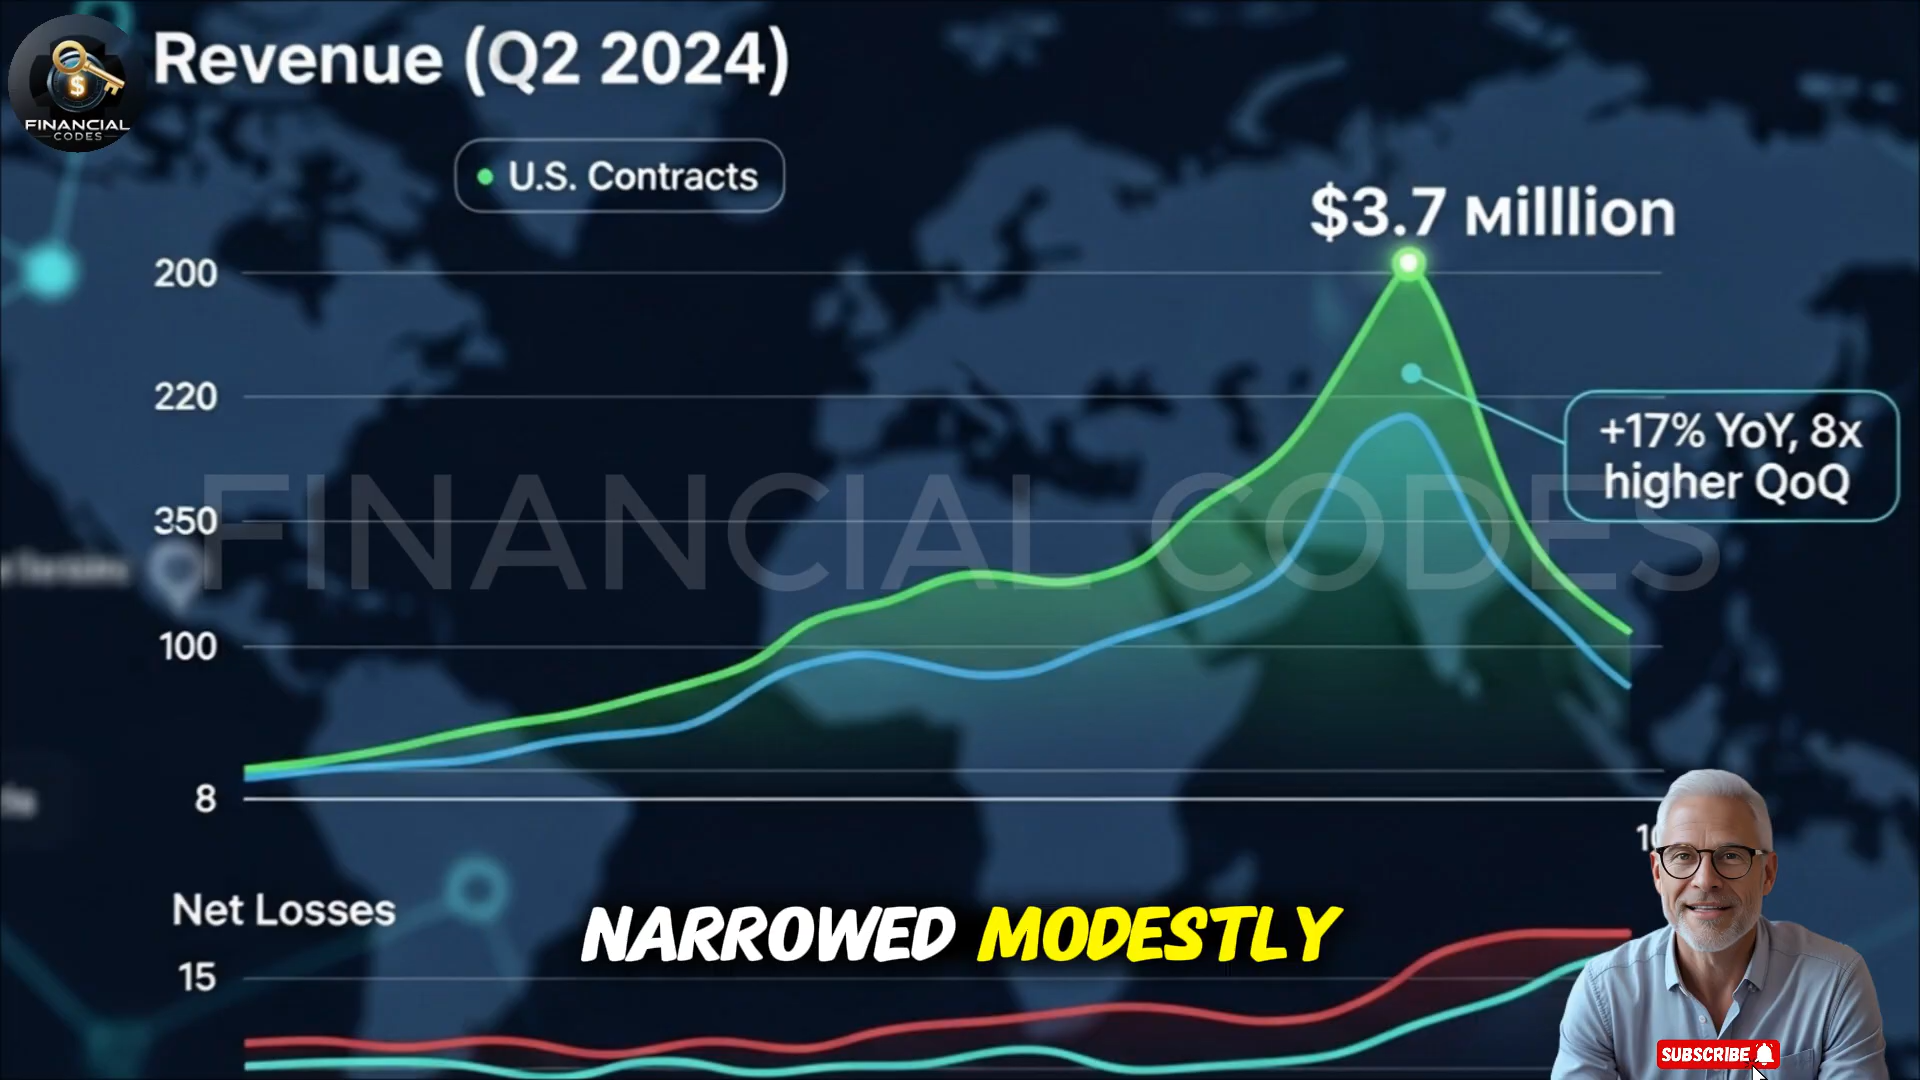 FINANCIAL
CODES
Revenue (Q2 2024)
U.S. Contracts
$3.7 Milllion
200
220
+17% YoY, 8x
higher QoQ
FINANCIAL CODES
350
100
8
Net Losses
NARROWED MODESTLY
15
SUBSCRIBE